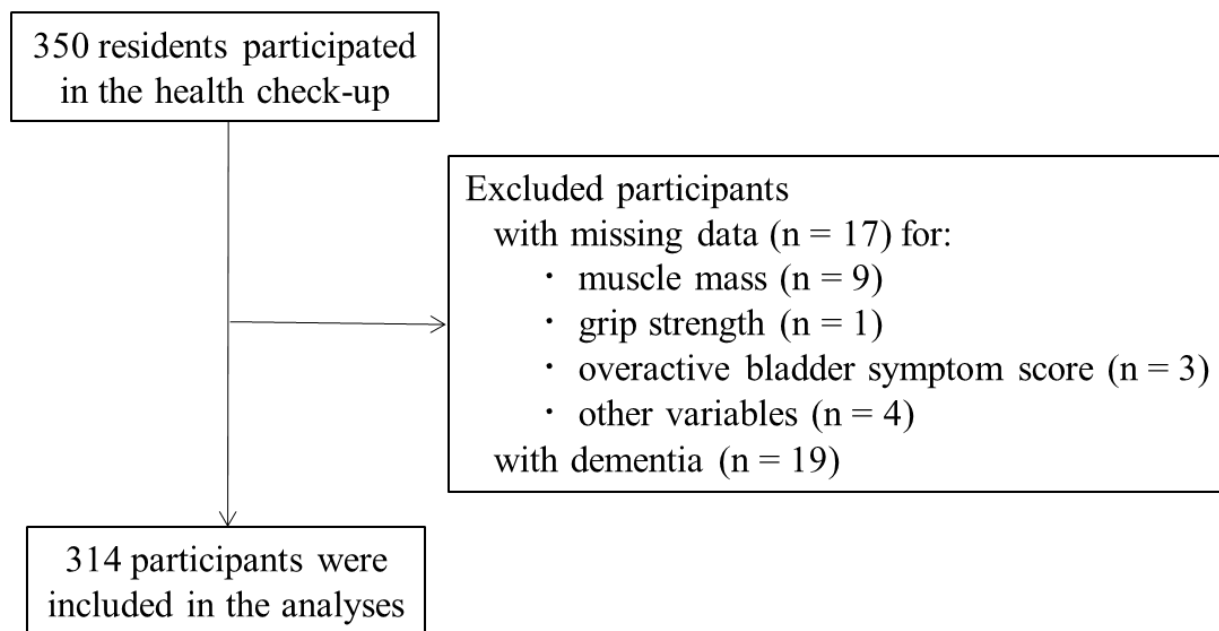 350 residents participated
in the health check-up
Excluded participants
with missing data (n = 17) for:
・ muscle mass (n = 9)
・ grip strength (n = 1)
・ overactive bladder symptom score (n = 3)
・ other variables (n = 4)
with dementia (n = 19)
314 participants were
included in the analyses